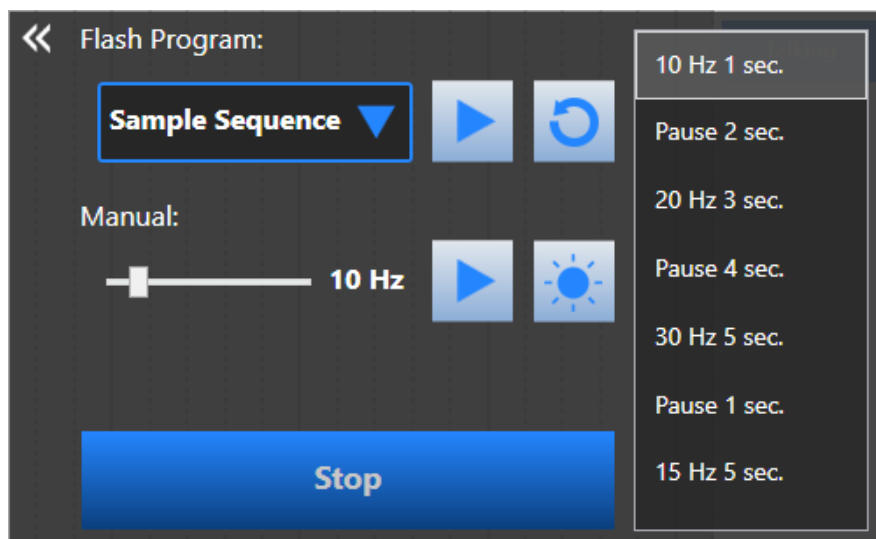 Flash Program:
Sample Sequence
Manual:
10 Hz
Stop
10 Hz 1 sec.
Pause 2 sec.
20 Hz 3 sec.
Pause 4 sec.
30 Hz 5 sec.
Pause 1 sec.
15 Hz 5 sec.